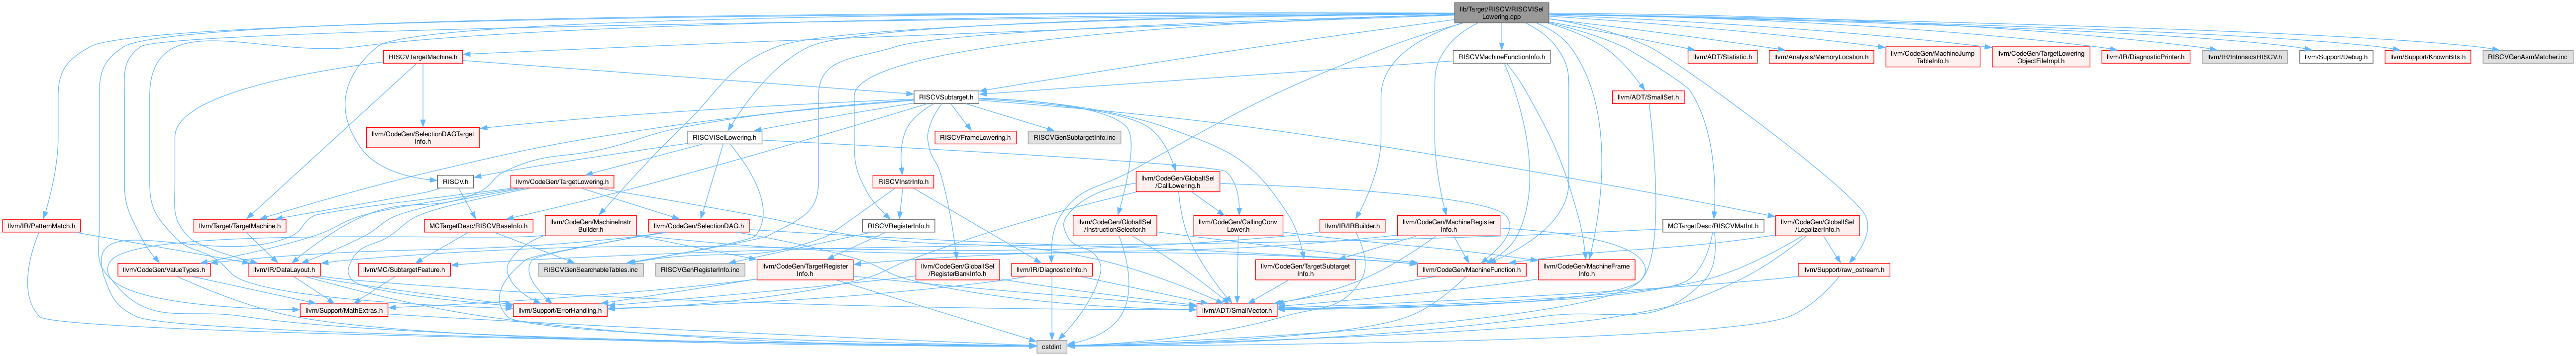 lib/Target/RISCV/RISCVISel
Lowering.cpp
RISCVTargetMachine.h
RISCVMachineFunctionInfo.h
llvm/ADT/Statistic.h
llvm/Analysis/MemoryLocation.h
llvm/CodeGen/MachineJump
TableInfo.h
llvm/CodeGen/TargetLowering
ObjectFileImpl.h
llvm/IR/DiagnosticPrinter.h
llvm/IR/IntrinsicsRISCV.h
llvm/Support/Debug.h
llvm/Support/KnownBits.h
RISCVGenAsmMatcher.inc
RISCVSubtarget.h
llvm/ADT/SmallSet.h
llvm/CodeGen/SelectionDAGTarget
Info.h
RISCVISelLowering.h
RISCVFrameLowering.h
RISCVGenSubtargetInfo.inc
RISCV.h
llvm/CodeGen/TargetLowering.h
RISCVInstrInfo.h
llvm/CodeGen/GlobalISel
/CallLowering.h
llvm/IR/PatternMatch.h
llvm/Target/TargetMachine.h
MCTargetDesc/RISCVBaseInfo.h
llvm/CodeGen/MachineInstr
Builder.h
llvm/CodeGen/SelectionDAG.h
RISCVRegisterInfo.h
llvm/CodeGen/GlobalISel
/InstructionSelector.h
llvm/CodeGen/CallingConv
Lower.h
llvm/IR/IRBuilder.h
llvm/CodeGen/MachineRegister
Info.h
MCTargetDesc/RISCVMatInt.h
llvm/CodeGen/GlobalISel
/LegalizerInfo.h
llvm/CodeGen/ValueTypes.h
llvm/IR/DataLayout.h
llvm/MC/SubtargetFeature.h
RISCVGenSearchableTables.inc
RISCVGenRegisterInfo.inc
llvm/CodeGen/TargetRegister
Info.h
llvm/CodeGen/GlobalISel
/RegisterBankInfo.h
llvm/IR/DiagnosticInfo.h
llvm/CodeGen/TargetSubtarget
Info.h
llvm/CodeGen/MachineFunction.h
llvm/CodeGen/MachineFrame
Info.h
llvm/Support/raw_ostream.h
llvm/Support/MathExtras.h
llvm/Support/ErrorHandling.h
llvm/ADT/SmallVector.h
cstdint